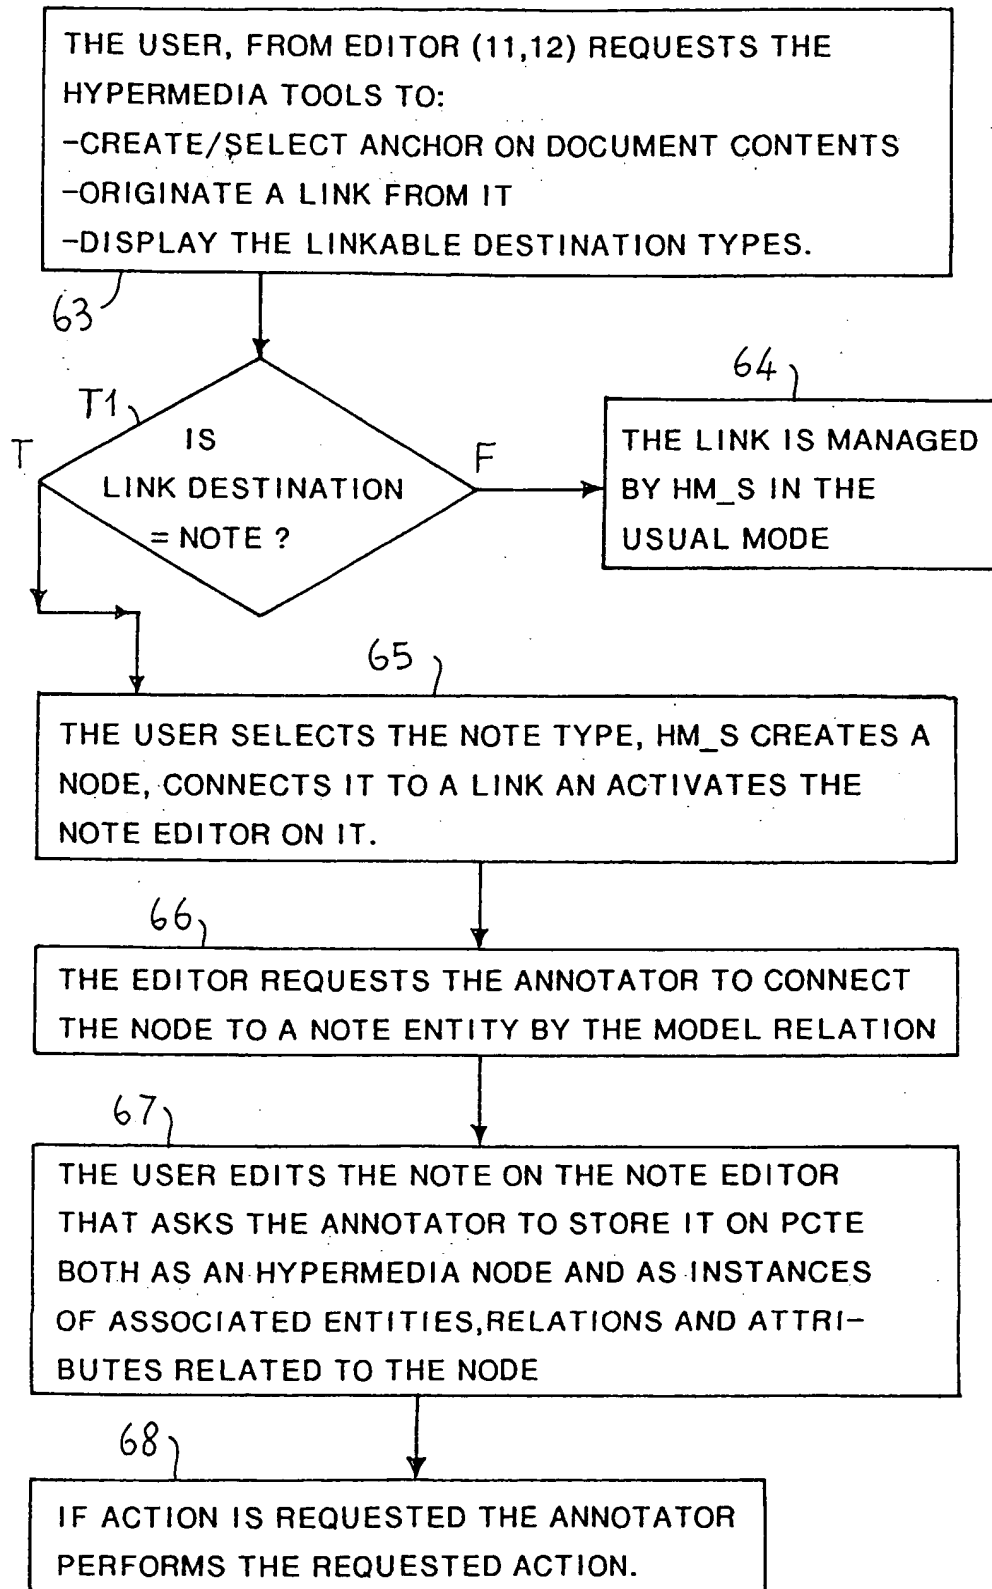 THE USER, FROM EDITOR (11,12) REQUESTS THE
HYPERMEDIA TOOLS TO:
-CREATE/SELECT ANCHOR ON DOCUMENT CONTENTS
-ORIGINATE A LINK FROM IT
-DISPLAY THE LINKABLE DESTINATION TYPES.
63
T1
T
IS
LINK DESTINATION
= NOTE ?
F
64
THE LINK IS MANAGED
BY HM_S IN THE
USUAL MODE
65
THE USER SELECTS THE NOTE TYPE, HM_S CREATES A
NODE, CONNECTS IT TO A LINK AN ACTIVATES THE
NOTE EDITOR ON IT.
66
THE EDITOR REQUESTS THE ANNOTATOR TO CONNECT
THE NODE TO A NOTE ENTITY BY THE MODEL RELATION
67
THE USER EDITS THE NOTE ON THE NOTE EDITOR
THAT ASKS THE ANNOTATOR TO STORE IT ON PCTE
BOTH AS AN HYPERMEDIA NODE AND AS INSTANCES
OF ASSOCIATED ENTITIES,RELATIONS AND ATTRI-
BUTES RELATED TO THE NODE
68
IF ACTION IS REQUESTED THE ANNOTATOR
PERFORMS THE REQUESTED ACTION.